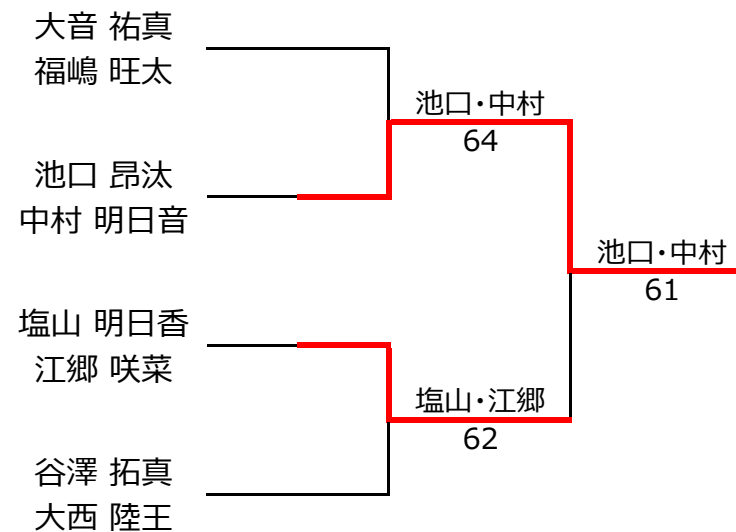 大音 祐真
福嶋 旺太
池口・中村
64
池口 昂汰
中村 明日音
池口・中村
61
塩山 明日香
江郷 咲菜
塩山・江郷
62
谷澤 拓真
大西 陸王